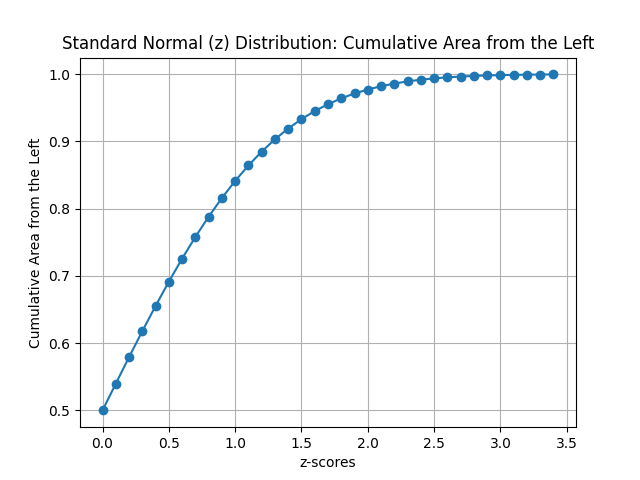 Standard Normal (z) Distribution: Cumulative Area from the Left
1.0
0.9
0.8
0.7
0.6
0.5
Cumulative Area from the Left
0.0 0.5 1.0 1.5 2.0 2.5 3.0 3.5
z-scores